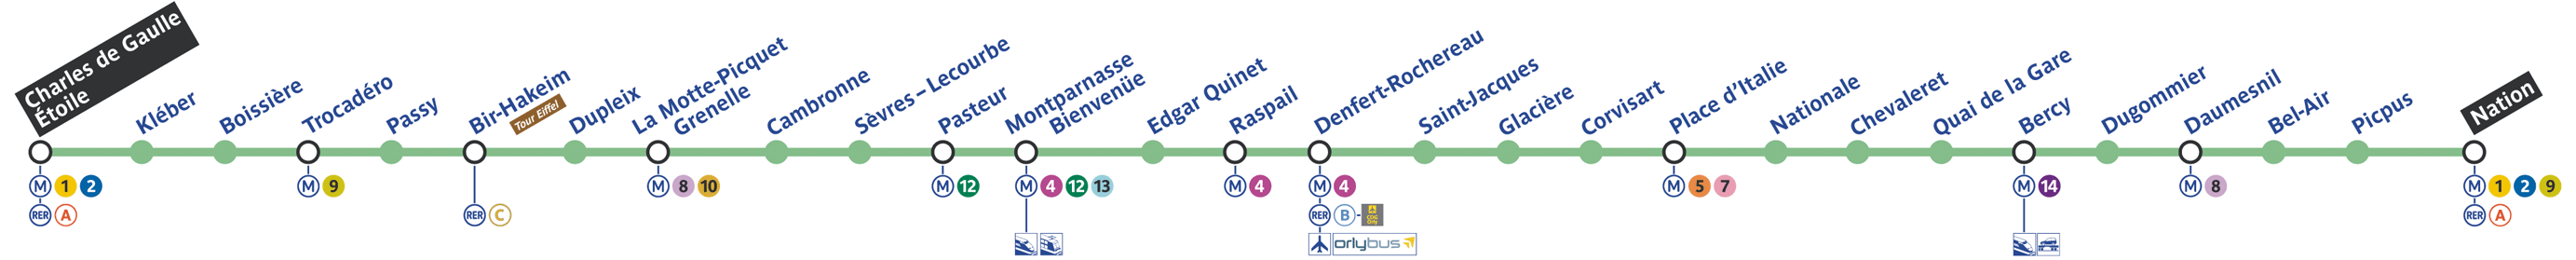 Charles de Gaulle
Étoile
Kléber
Boissière
Trocadéro
Passy
Bir-Hakeim
Tour Eiffel
Dupleix
La Motte-Picquet
Grenelle
Cambronne
Sèvres – Lecourbe
Pasteur
Montparnasse
Bienvenüe
Edgar Quinet
Raspail
Denfert-Rochereau
Saint-Jacques
Glacière
Corvisart
Place d’Italie
Nationale
Chevaleret
Quai de la Gare
Bercy
Dugommier
Daumesnil
Bel-Air
Picpus
Nation
M 1 2
RER A
M 9
RER C
M 8 10
M 12
M 4 12 13
M 4
M 4
RER B -
orlybus
M 5 7
M 14
M 8
M 1 2 9
RER A